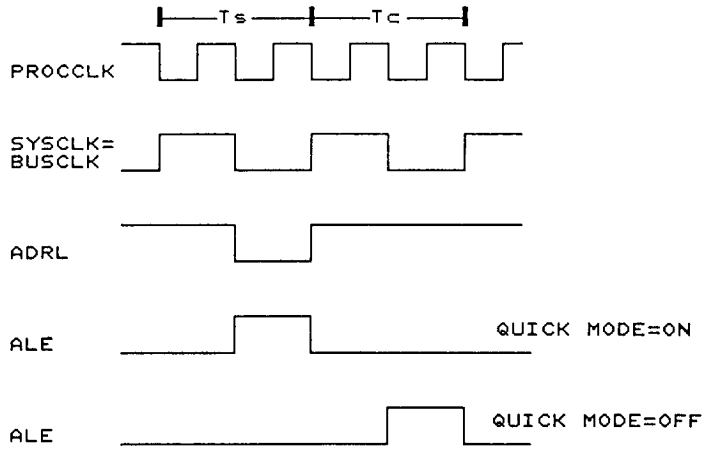 Ts Tc
PROCCLK
SYSCLK=
BUSCLK
ADRL
ALE QUICK MODE=ON
ALE QUICK MODE=OFF